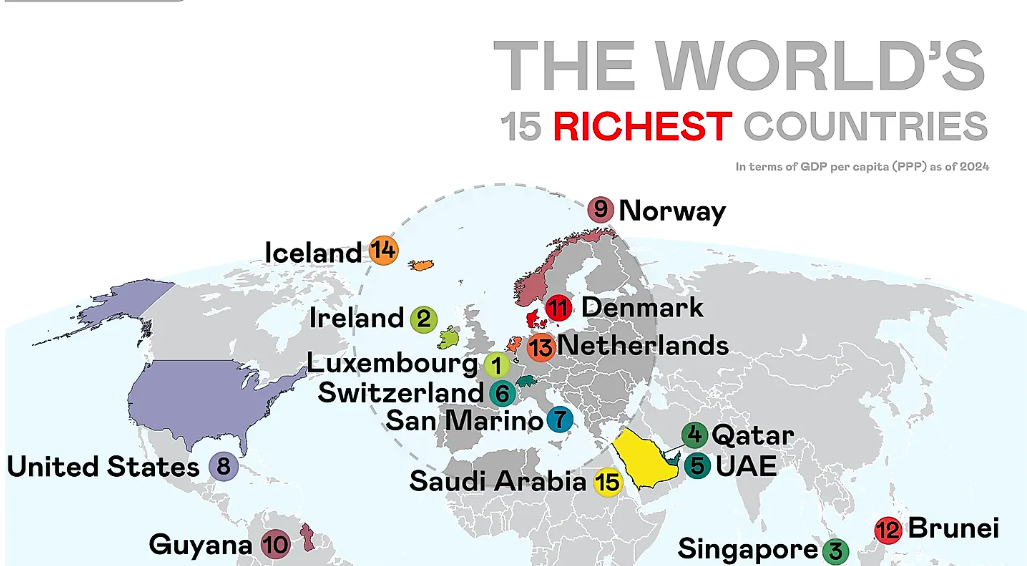 THE WORLD'S
15 RICHEST COUNTRIES
In terms of GDP per capita (PPP) as of 2024
9 Norway
Iceland 14
11 Denmark
Ireland 2
13 Netherlands
Luxembourg 1
Switzerland 6
San Marino 7
4 Qatar
United States 8
5 UAE
Saudi Arabia 15
12 Brunei
Guyana 10
Singapore 3